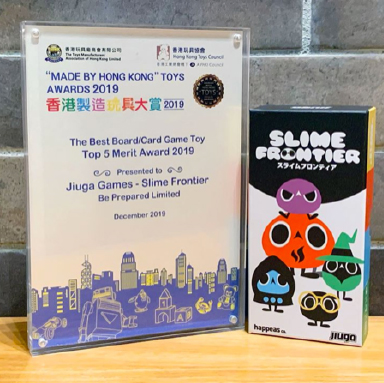 香港玩具廠商會有限公司
The Toys Manufacturers'
Association of Hong Kong Limited
香港玩具協會
Hong Kong Toys Council
"MADE BY HONG KONG" TOYS
AWARDS 2019
香港製造玩具大賞 2019
TOYS
The Best Board/Card Game Toy
Top 5 Merit Award 2019
Presented to
Jiuga Games - Slime Frontier
Be Prepared Limited
December 2019
SLIME
FRONTIER
スライムフロンティア
happeas co.
jiuga